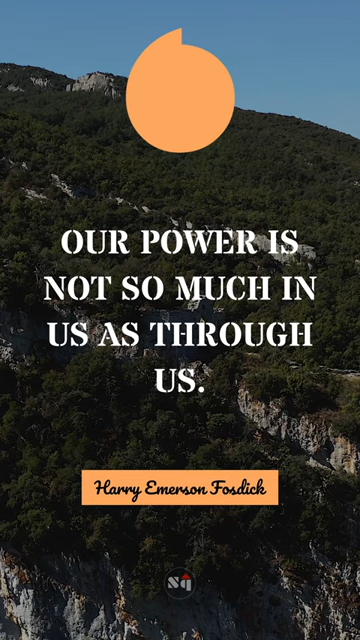 OUR POWER IS
NOT SO MUCH IN
US AS THROUGH
US.
Harry Emerson Fosdick